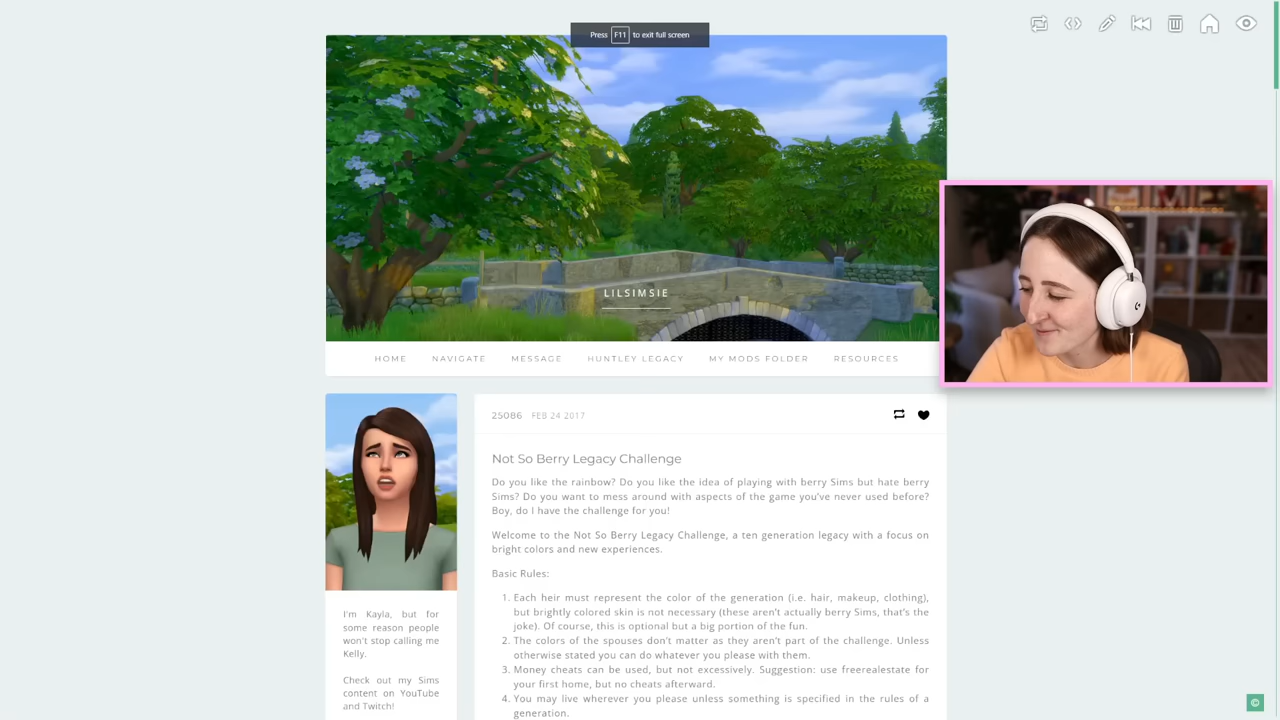 Press F11 to exit full screen
LILSIMSIE
HOME NAVIGATE MESSAGE HUNTLEY LEGACY MY MODS FOLDER RESOURCES
25086 FEB 24 2017
Not So Berry Legacy Challenge
Do you like the rainbow? Do you like the idea of playing with berry Sims but hate berry
Sims? Do you want to mess around with aspects of the game you've never used before?
Boy, do I have the challenge for you!
Welcome to the Not So Berry Legacy Challenge, a ten generation legacy with a focus on
bright colors and new experiences.
Basic Rules:
1. Each heir must represent the color of the generation (i.e. hair, makeup, clothing),
but brightly colored skin is not necessary (these aren't actually berry Sims, that's the
joke). Of course, this is optional but a big portion of the fun.
2. The colors of the spouses don't matter as they aren't part of the challenge. Unless
otherwise stated you can do whatever you please with them.
3. Money cheats can be used, but not excessively. Suggestion: use freerealestate for
your first home, but no cheats afterward.
4. You may live wherever you please unless something is specified in the rules of a
generation.
I'm Kayla, but for
some reason people
won't stop calling me
Kelly.
Check out my Sims
content on YouTube
and Twitch!
©